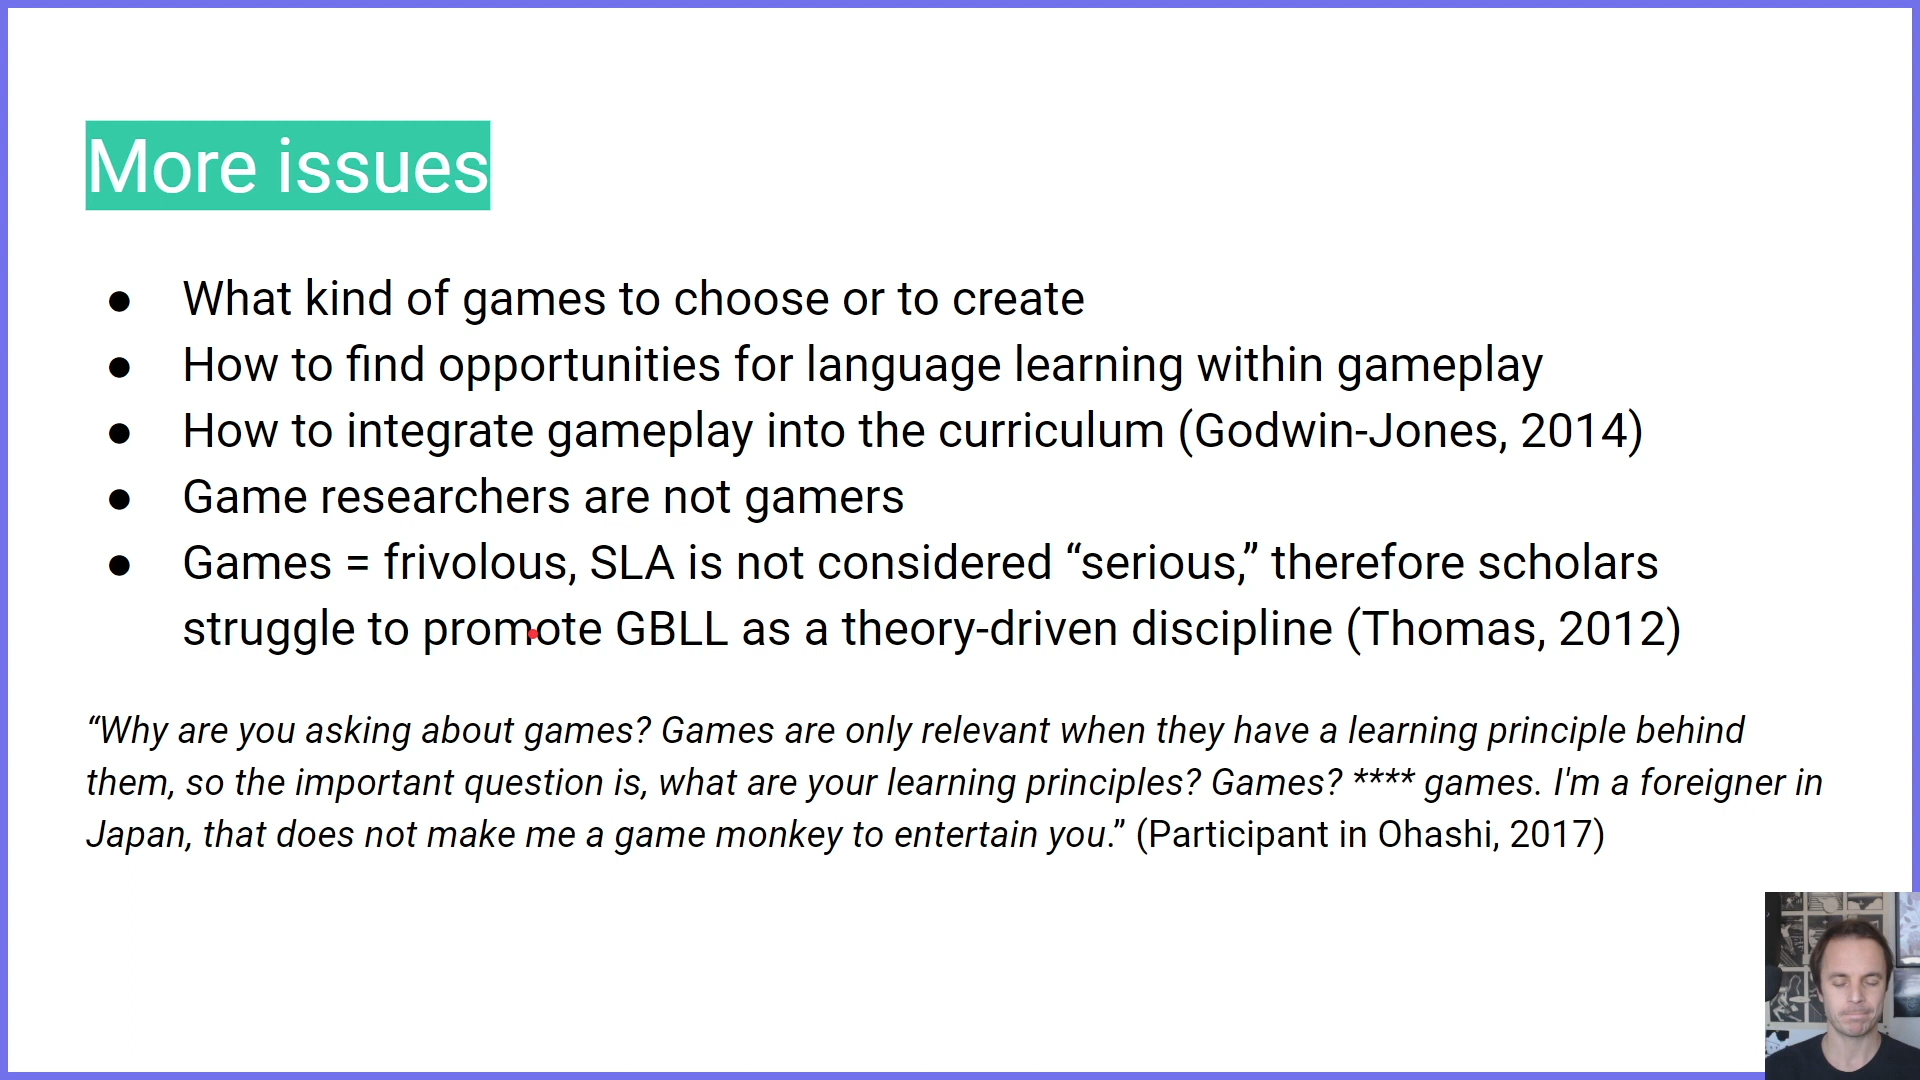 More issues
● What kind of games to choose or to create
● How to find opportunities for language learning within gameplay
● How to integrate gameplay into the curriculum (Godwin-Jones, 2014)
● Game researchers are not gamers
● Games = frivolous, SLA is not considered “serious,” therefore scholars
struggle to promote GBLL as a theory-driven discipline (Thomas, 2012)
“Why are you asking about games? Games are only relevant when they have a learning principle behind
them, so the important question is, what are your learning principles? Games? **** games. I'm a foreigner in
Japan, that does not make me a game monkey to entertain you.” (Participant in Ohashi, 2017)